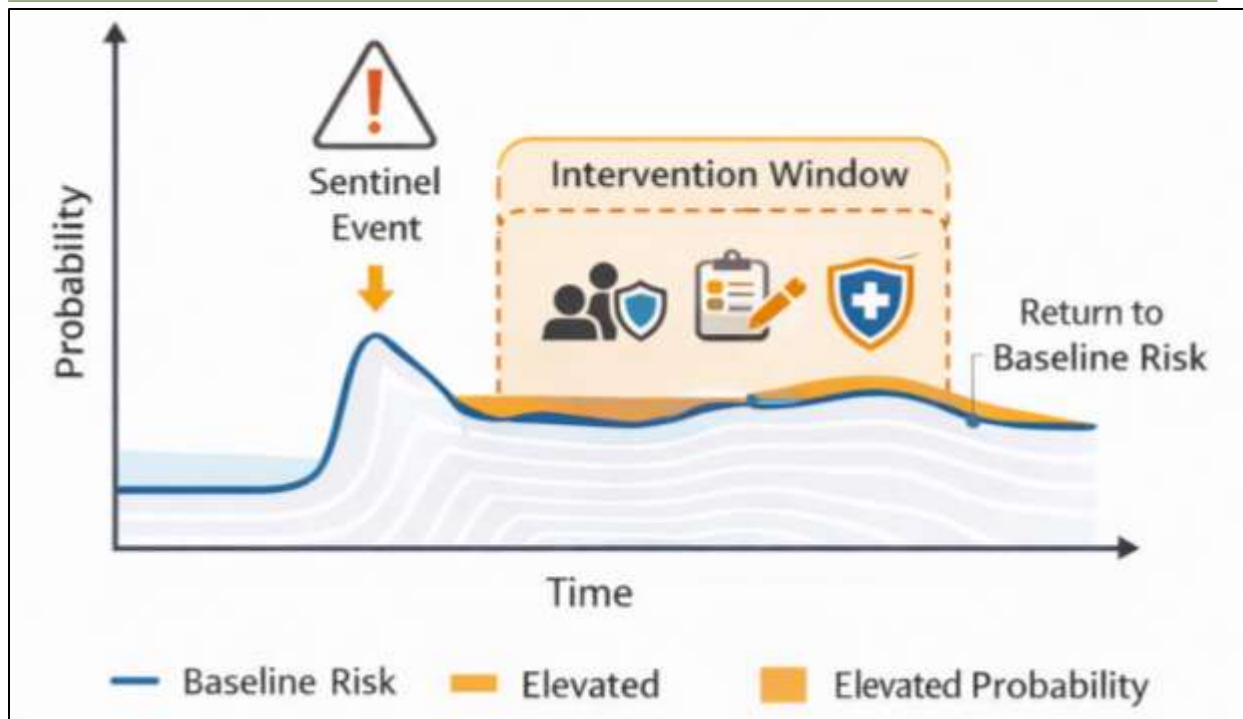 Sentinel
Event
Intervention Window
Probability
Return to
Baseline Risk
Time
Baseline Risk
Elevated
Elevated Probability